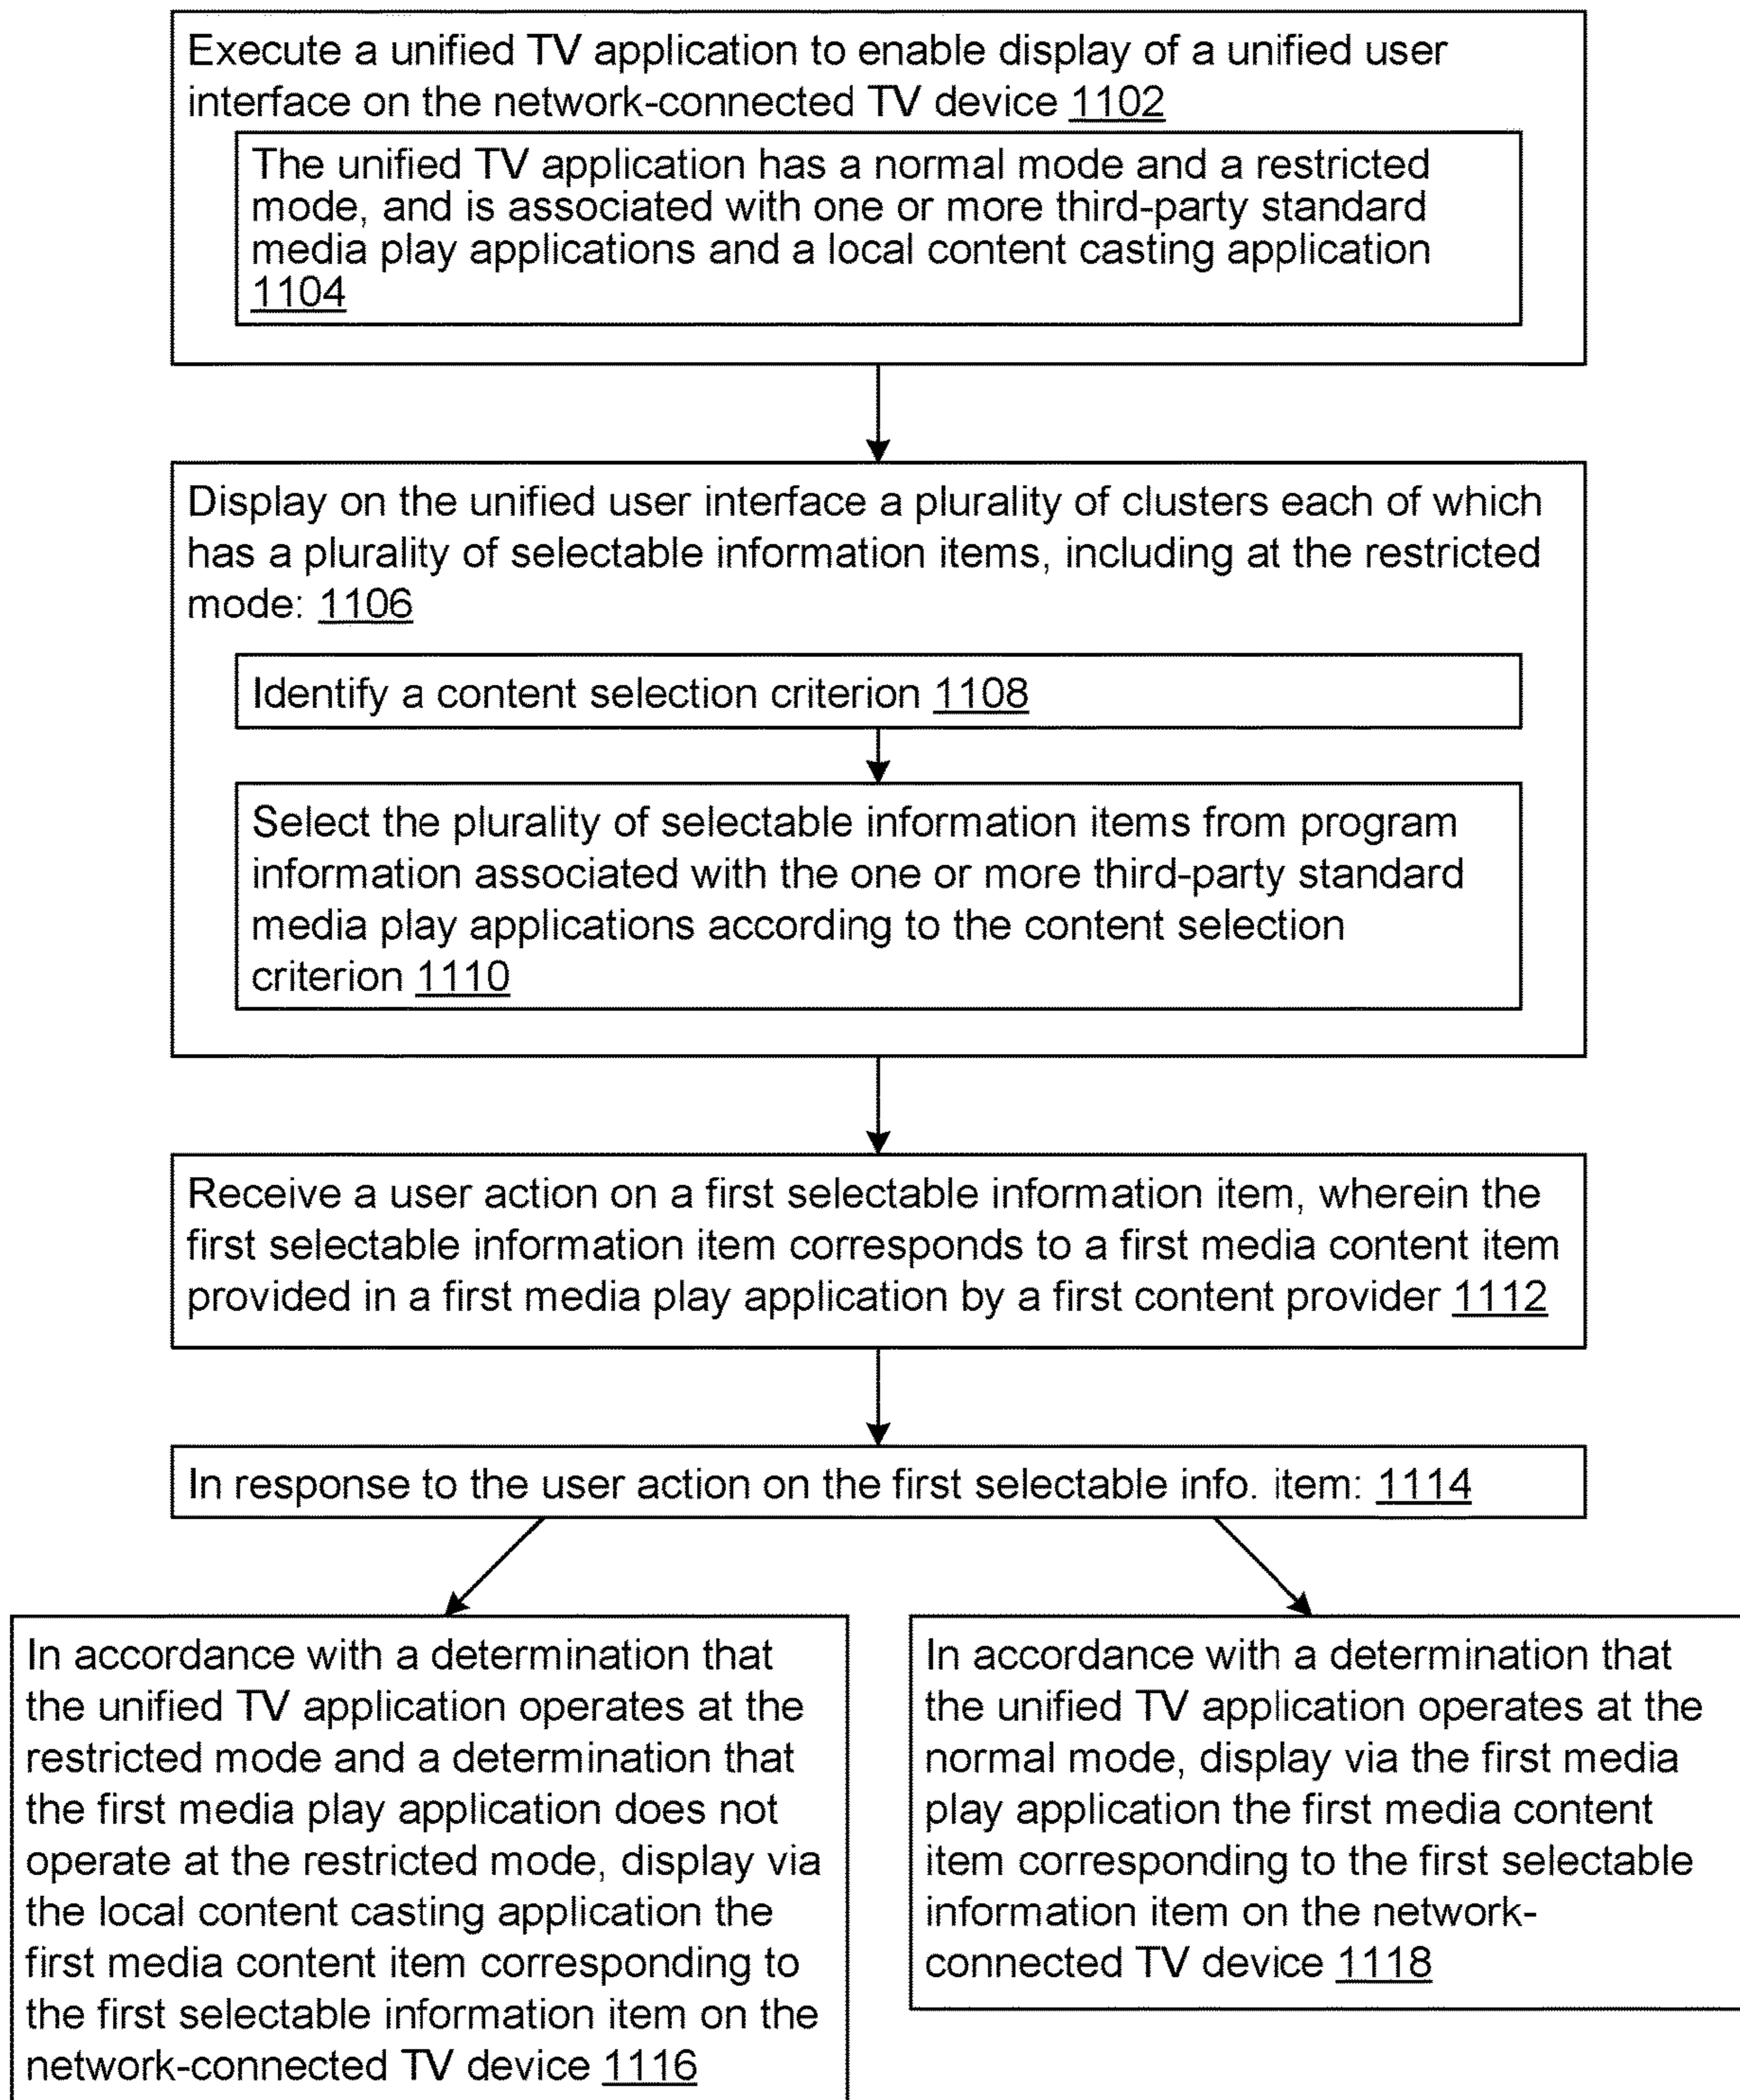 Execute a unified TV application to enable display of a unified user
interface on the network-connected TV device 1102
The unified TV application has a normal mode and a restricted
mode, and is associated with one or more third-party standard
media play applications and a local content casting application
1104
Display on the unified user interface a plurality of clusters each of which
has a plurality of selectable information items, including at the restricted
mode: 1106
Identify a content selection criterion 1108
Select the plurality of selectable information items from program
information associated with the one or more third-party standard
media play applications according to the content selection
criterion 1110
Receive a user action on a first selectable information item, wherein the
first selectable information item corresponds to a first media content item
provided in a first media play application by a first content provider 1112
In response to the user action on the first selectable info. item: 1114
In accordance with a determination that
the unified TV application operates at the
restricted mode and a determination that
the first media play application does not
operate at the restricted mode, display via
the local content casting application the
first media content item corresponding to
the first selectable information item on the
network-connected TV device 1116
In accordance with a determination that
the unified TV application operates at the
normal mode, display via the first media
play application the first media content
item corresponding to the first selectable
information item on the network-
connected TV device 1118